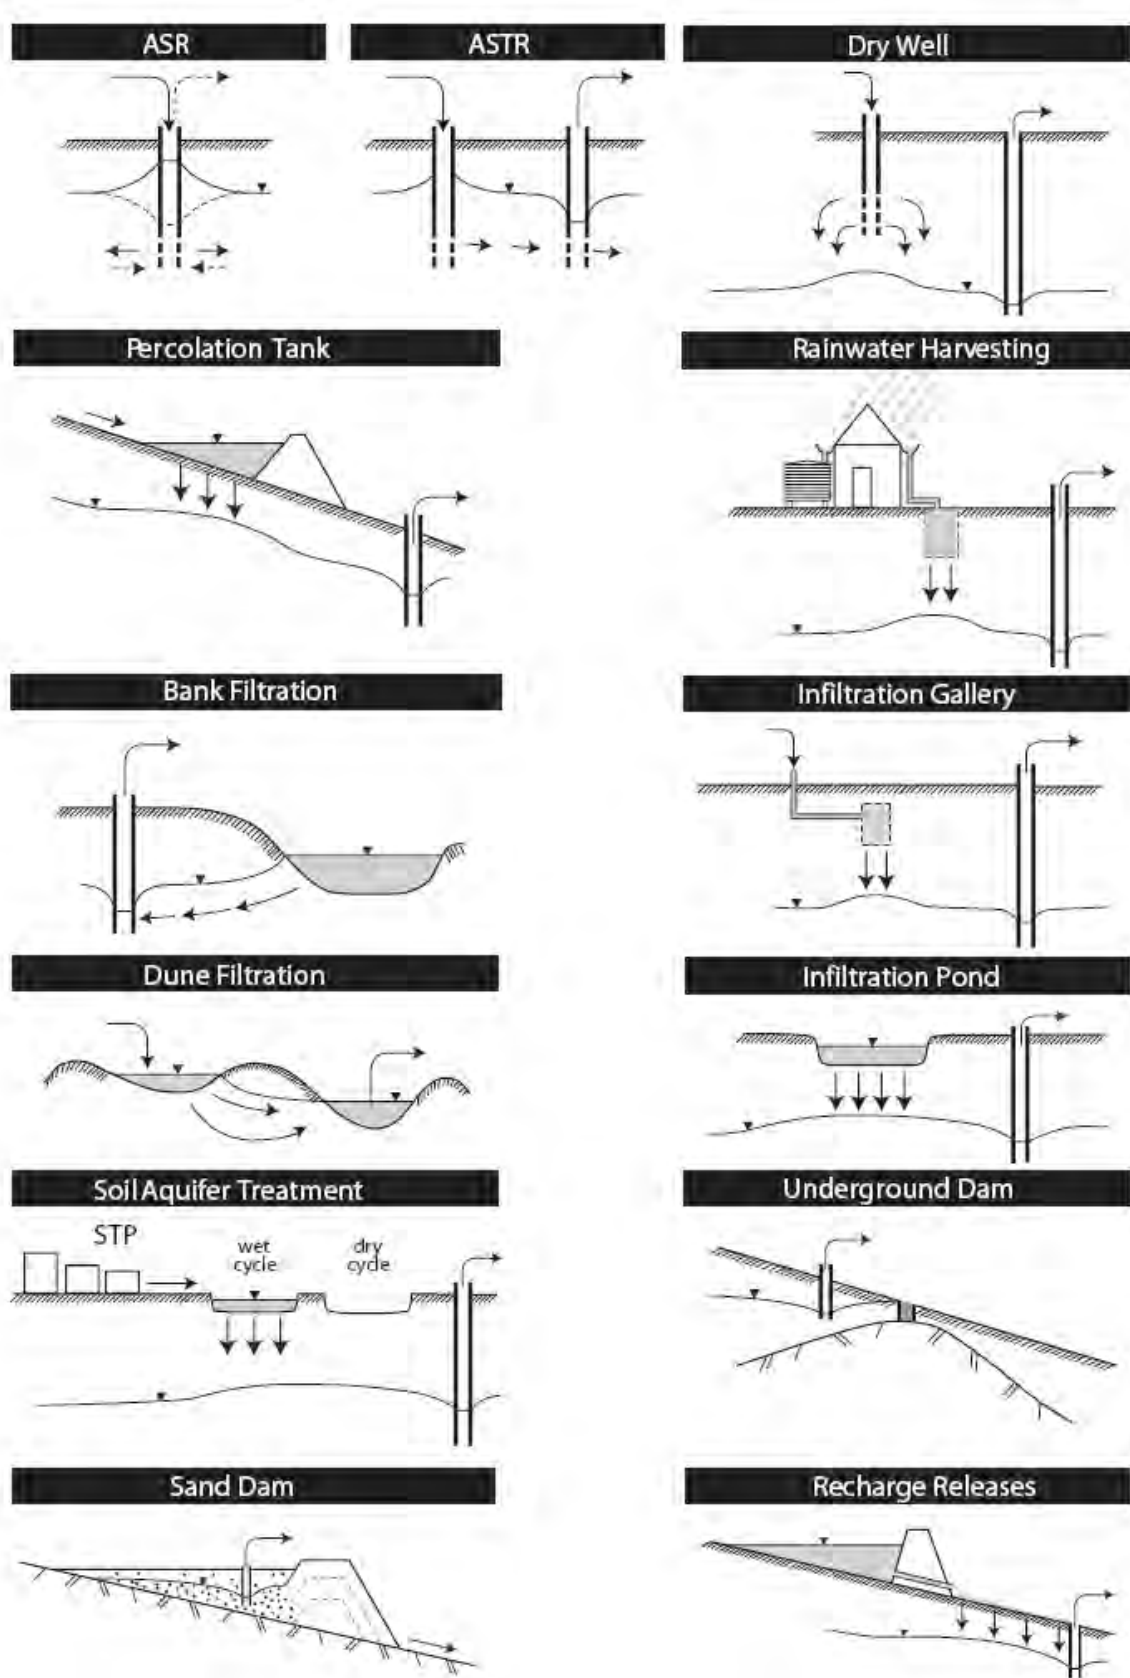 ASR
ASTR
Dry Well
Percolation Tank
Rainwater Harvesting
Bank Filtration
Infiltration Gallery
Dune Filtration
Infiltration Pond
Soil Aquifer Treatment
STP
wet
cycle
dry
cycle
Underground Dam
Sand Dam
Recharge Releases